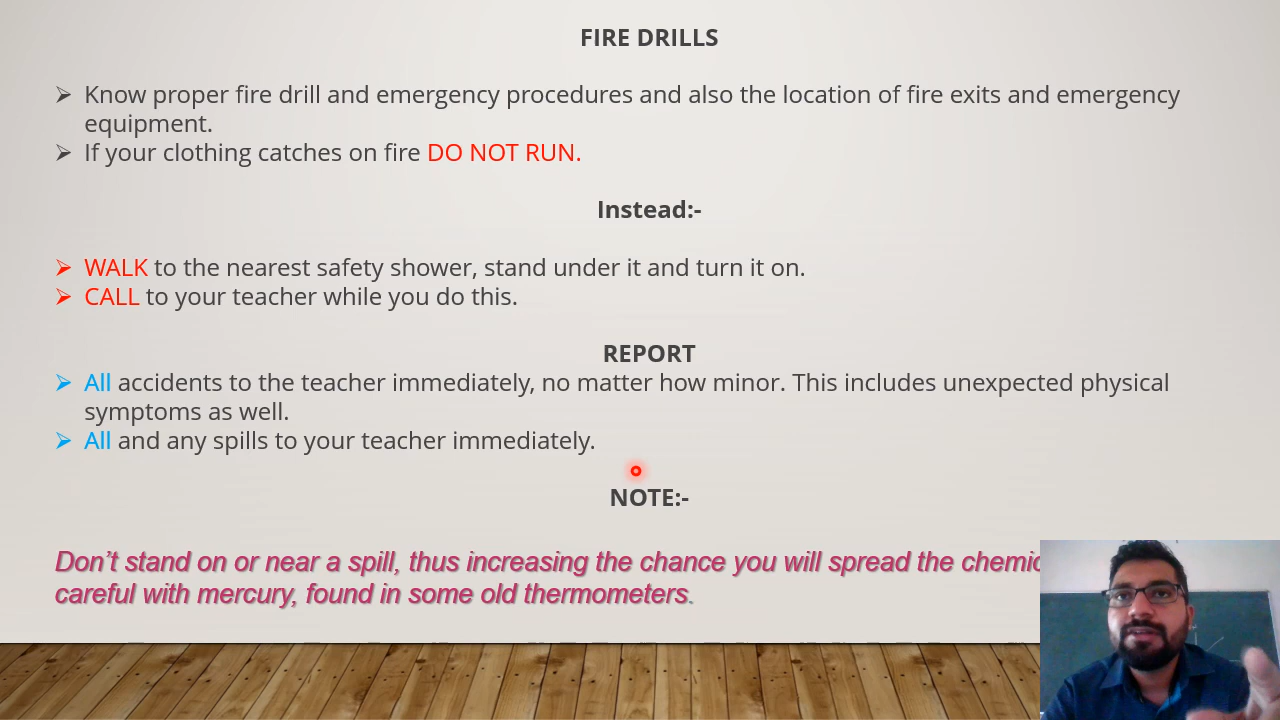 FIRE DRILLS
➢ Know proper fire drill and emergency procedures and also the location of fire exits and emergency
equipment.
➢ If your clothing catches on fire DO NOT RUN.
Instead:-
➢ WALK to the nearest safety shower, stand under it and turn it on.
➢ CALL to your teacher while you do this.
REPORT
➢ All accidents to the teacher immediately, no matter how minor. This includes unexpected physical
symptoms as well.
➢ All and any spills to your teacher immediately.
NOTE:-
Don’t stand on or near a spill, thus increasing the chance you will spread the
careful with mercury, found in some old thermometers.